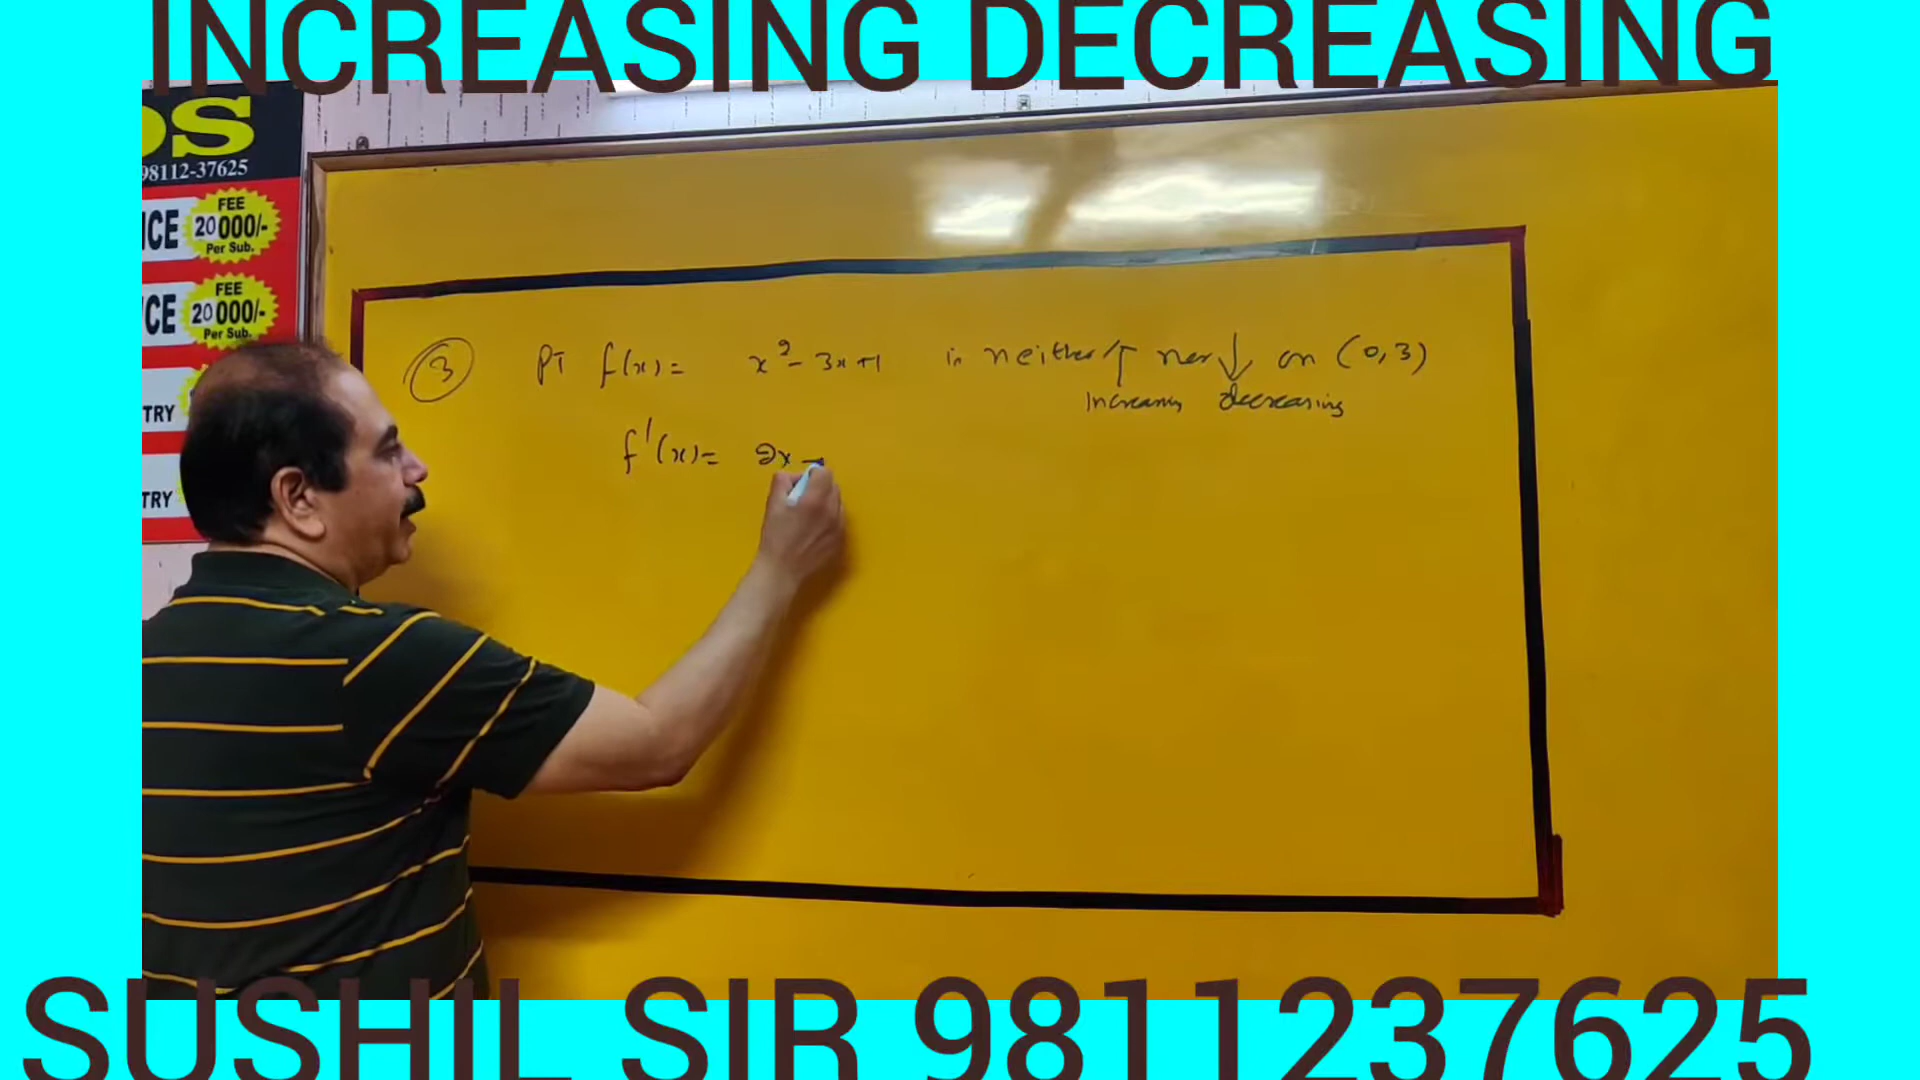 INCREASING DECREASING
OS
98112-37625
FEE
20000/-
Per Sub.
ICE
FEE
20000/-
Per Sub.
CE
TRY
TRY
3 PT f(x) = x² - 3x + 1 is neither ↑ nor ↓ on (0, 3)
Increasing decreasing
f'(x) = 2x -
SUSHIL SIR 9811237625